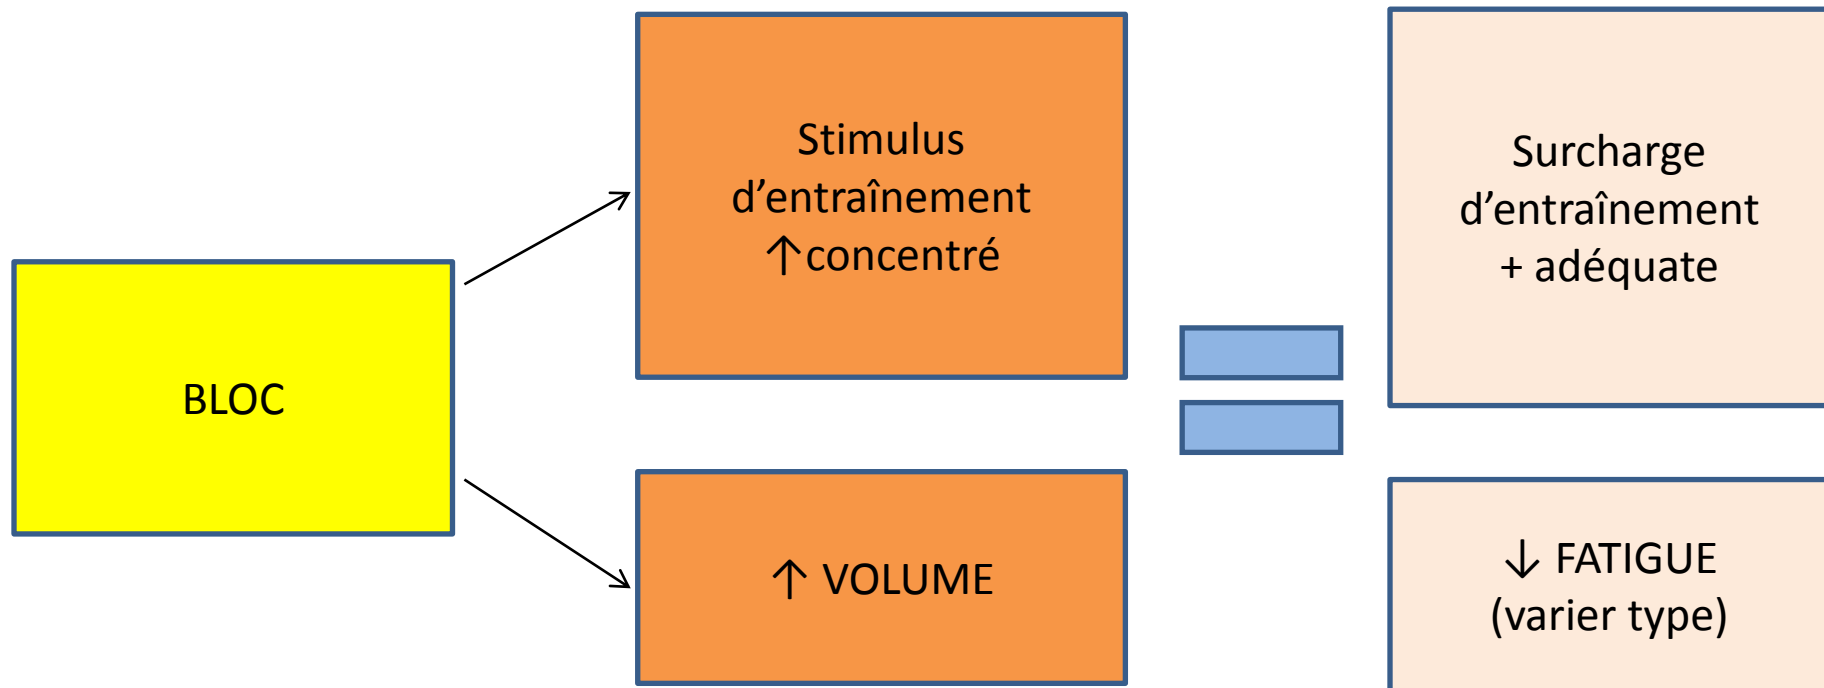 BLOC
Stimulus
d’entraînement
↑concentré
↑ VOLUME
Surcharge
d’entraînement
+ adéquate
↓ FATIGUE
(varier type)